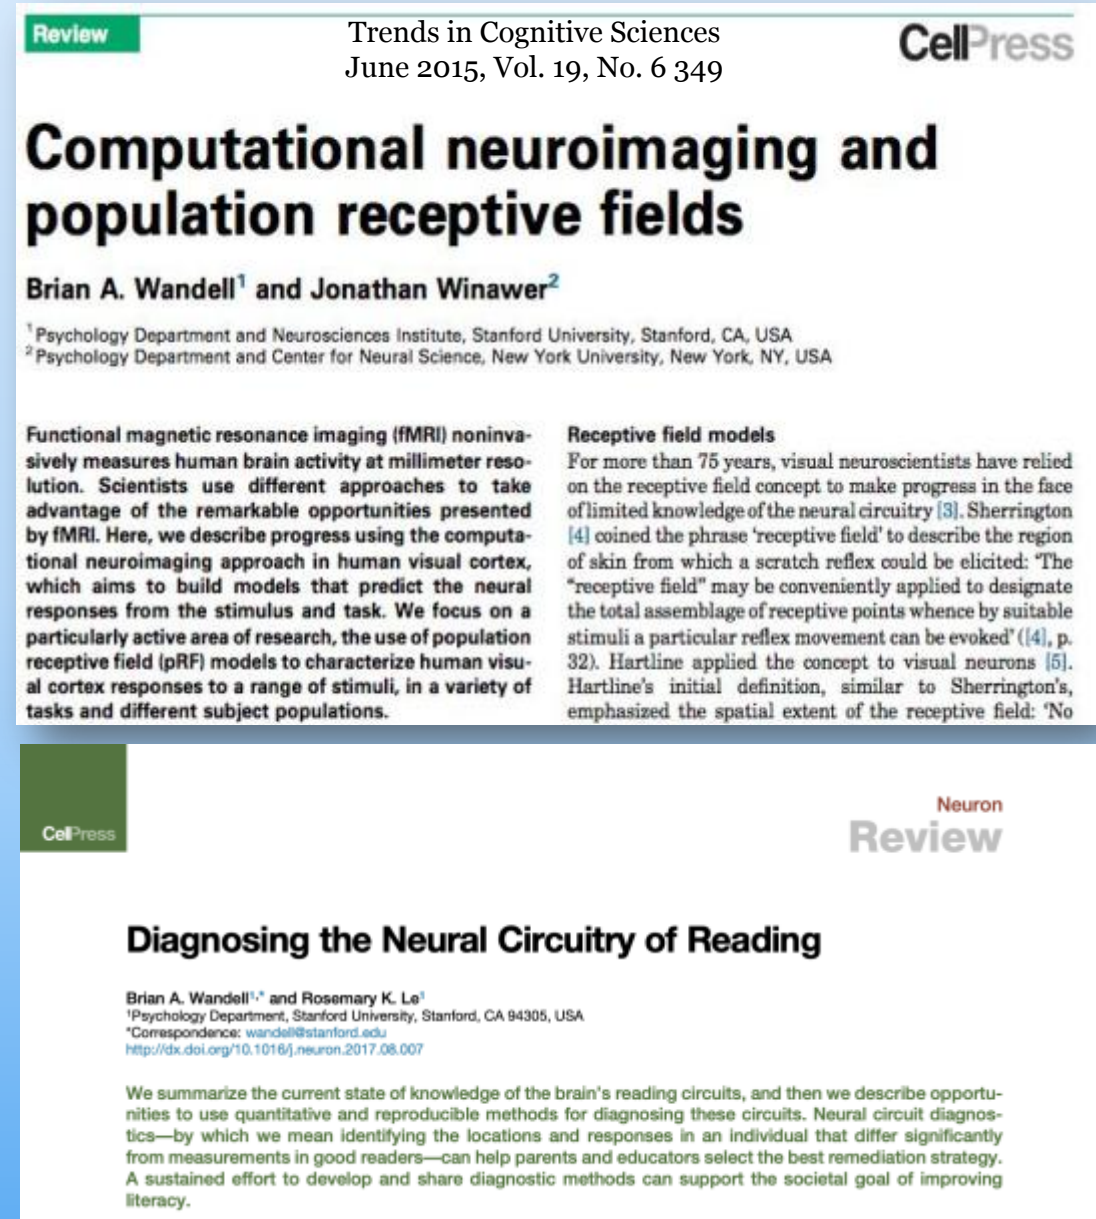 Review
Trends in Cognitive Sciences
June 2015, Vol. 19, No. 6 349
CellPress
Computational neuroimaging and
population receptive fields
Brian A. Wandell¹ and Jonathan Winawer²
¹Psychology Department and Neurosciences Institute, Stanford University, Stanford, CA, USA
²Psychology Department and Center for Neural Science, New York University, New York, NY, USA
Functional magnetic resonance imaging (fMRI) noninva-
sively measures human brain activity at millimeter reso-
lution. Scientists use different approaches to take
advantage of the remarkable opportunities presented
by fMRI. Here, we describe progress using the computa-
tional neuroimaging approach in human visual cortex,
which aims to build models that predict the neural
responses from the stimulus and task. We focus on a
particularly active area of research, the use of population
receptive field (pRF) models to characterize human visu-
al cortex responses to a range of stimuli, in a variety of
tasks and different subject populations.
Receptive field models
For more than 75 years, visual neuroscientists have relied
on the receptive field concept to make progress in the face
of limited knowledge of the neural circuitry [3]. Sherrington
[4] coined the phrase 'receptive field' to describe the region
of skin from which a scratch reflex could be elicited: 'The
"receptive field" may be conveniently applied to designate
the total assemblage of receptive points whence by suitable
stimuli a particular reflex movement can be evoked' ([4], p.
32). Hartline applied the concept to visual neurons [5].
Hartline's initial definition, similar to Sherrington's,
emphasized the spatial extent of the receptive field: 'No
CellPress
Neuron
Review
Diagnosing the Neural Circuitry of Reading
Brian A. Wandell¹,* and Rosemary K. Le¹
¹Psychology Department, Stanford University, Stanford, CA 94305, USA
*Correspondence: wandell@stanford.edu
http://dx.doi.org/10.1016/j.neuron.2017.08.007
We summarize the current state of knowledge of the brain's reading circuits, and then we describe opportu-
nities to use quantitative and reproducible methods for diagnosing these circuits. Neural circuit diagnos-
tics—by which we mean identifying the locations and responses in an individual that differ significantly
from measurements in good readers—can help parents and educators select the best remediation strategy.
A sustained effort to develop and share diagnostic methods can support the societal goal of improving
literacy.